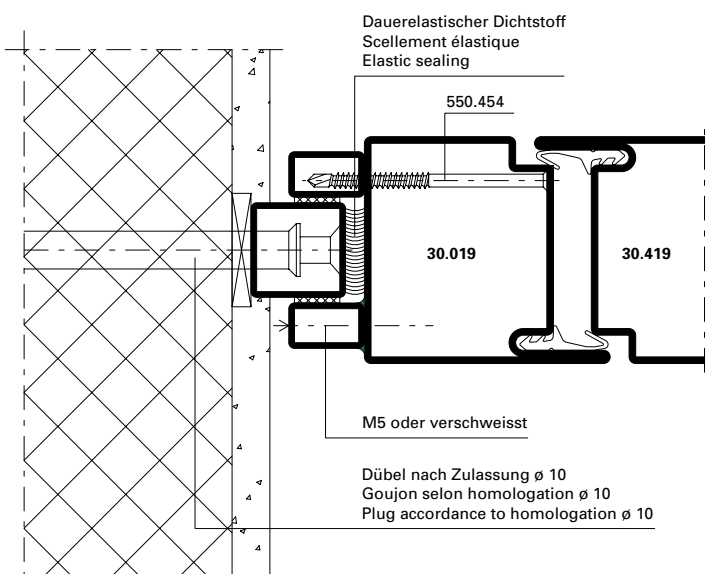 Dauerelastischer Dichtstoff
Scellement élastique
Elastic sealing
550.454
30.019
30.419
M5 oder verschweisst
Dübel nach Zulassung ø 10
Goujon selon homologation ø 10
Plug accordance to homologation ø 10